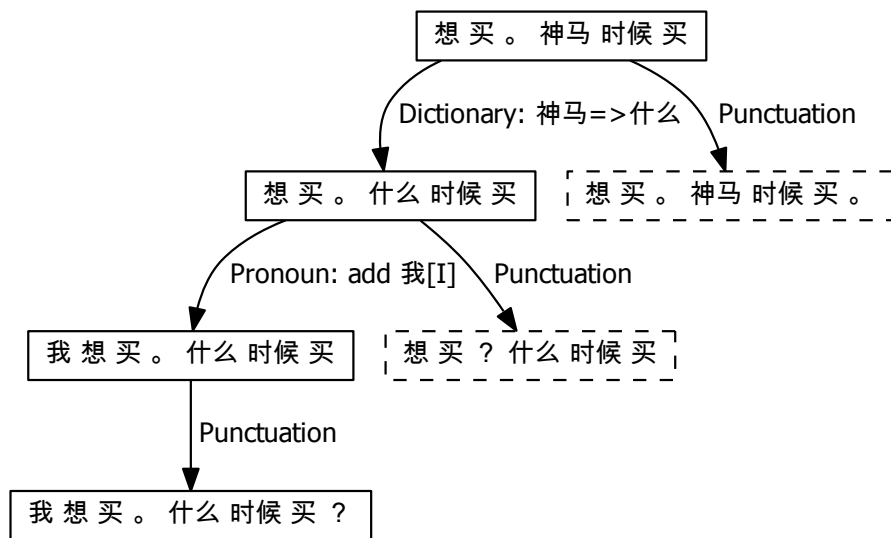 想 买 。 神马 时候 买
Dictionary: 神马=>什么
Punctuation
想 买 。 什么 时候 买
想 买 。 神马 时候 买 。
Pronoun: add 我[I]
Punctuation
我 想 买 。 什么 时候 买
想 买 ? 什么 时候 买
Punctuation
我 想 买 。 什么 时候 买 ?